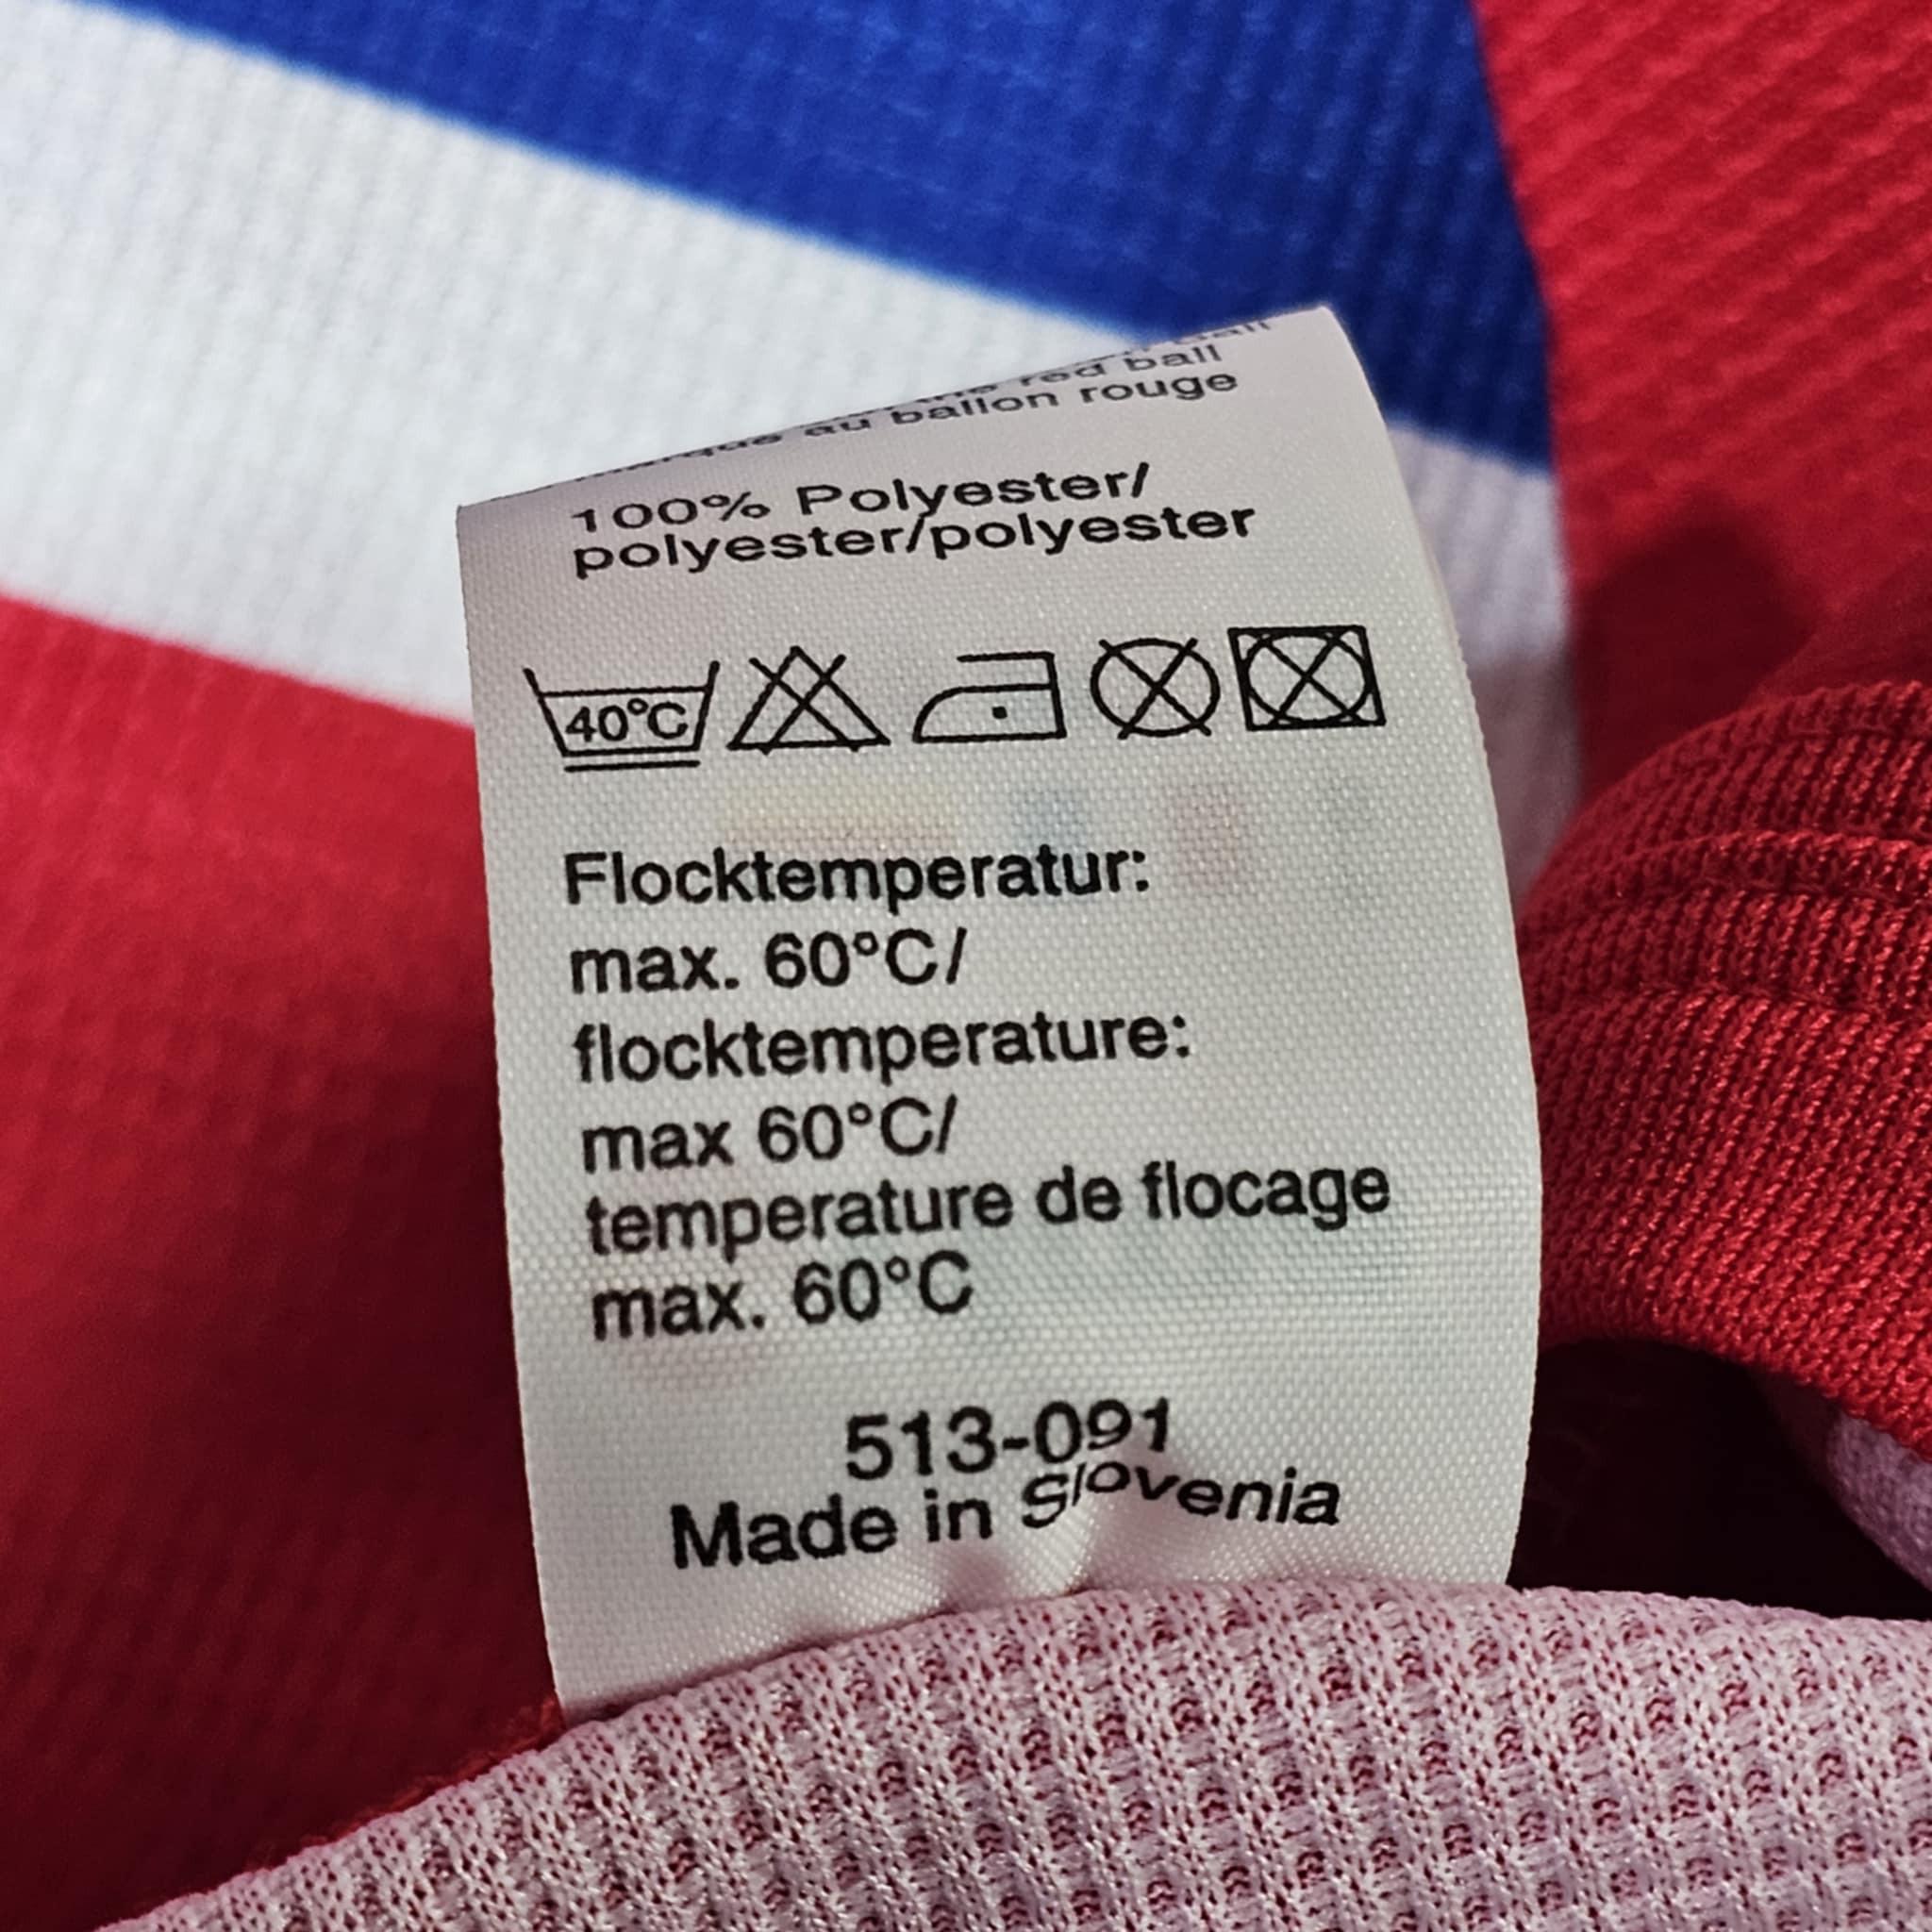 red ball
au ballon rouge
100% Polyester/
polyester/polyester
40°C
Flocktemperatur:
max. 60°C/
flocktemperature:
max 60°C/
temperature de flocage
max. 60°C
513-091
Made in Slovenia